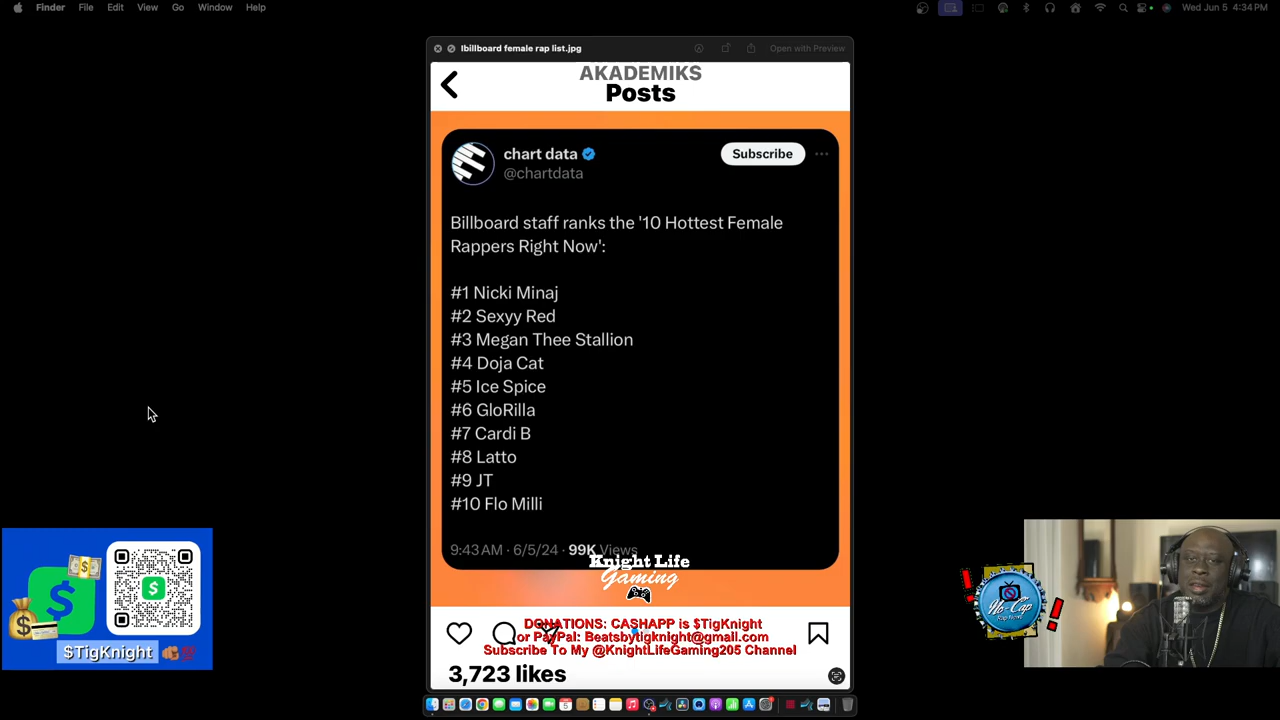 Finder File Edit View Go Window Help
Wed Jun 5 4:34 PM
lbillboard female rap list.jpg
Open with Preview
AKADEMIKS
Posts
chart data
@chartdata
Subscribe
Billboard staff ranks the '10 Hottest Female
Rappers Right Now':
#1 Nicki Minaj
#2 Sexyy Red
#3 Megan Thee Stallion
#4 Doja Cat
#5 Ice Spice
#6 GloRilla
#7 Cardi B
#8 Latto
#9 JT
#10 Flo Milli
9:43 AM · 6/5/24 · 99K Views
Knight Life
Gaming
DONATIONS: CASHAPP is $TigKnight
or PayPal: Beatsbytigknight@gmail.com
Subscribe To My @KnightLifeGaming205 Channel
3,723 likes
$TigKnight
No-Cap
Rap News